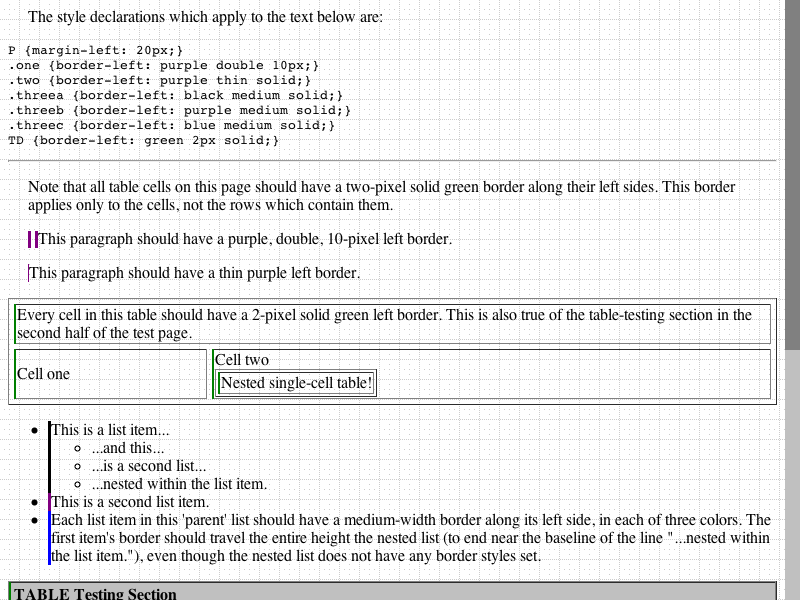 The style declarations which apply to the text below are:
P {margin-left: 20px;}
.one {border-left: purple double 10px;}
.two {border-left: purple thin solid;}
.threea {border-left: black medium solid;}
.threeb {border-left: purple medium solid;}
.threec {border-left: blue medium solid;}
TD {border-left: green 2px solid;}
Note that all table cells on this page should have a two-pixel solid green border along their left sides. This border
applies only to the cells, not the rows which contain them.
This paragraph should have a purple, double, 10-pixel left border.
This paragraph should have a thin purple left border.
Every cell in this table should have a 2-pixel solid green left border. This is also true of the table-testing section in the
second half of the test page.
Cell one
Cell two
Nested single-cell table!
This is a list item...
...and this...
...is a second list...
...nested within the list item.
This is a second list item.
Each list item in this 'parent' list should have a medium-width border along its left side, in each of three colors. The
first item's border should travel the entire height the nested list (to end near the baseline of the line "...nested within
the list item."), even though the nested list does not have any border styles set.
TABLE Testing Section